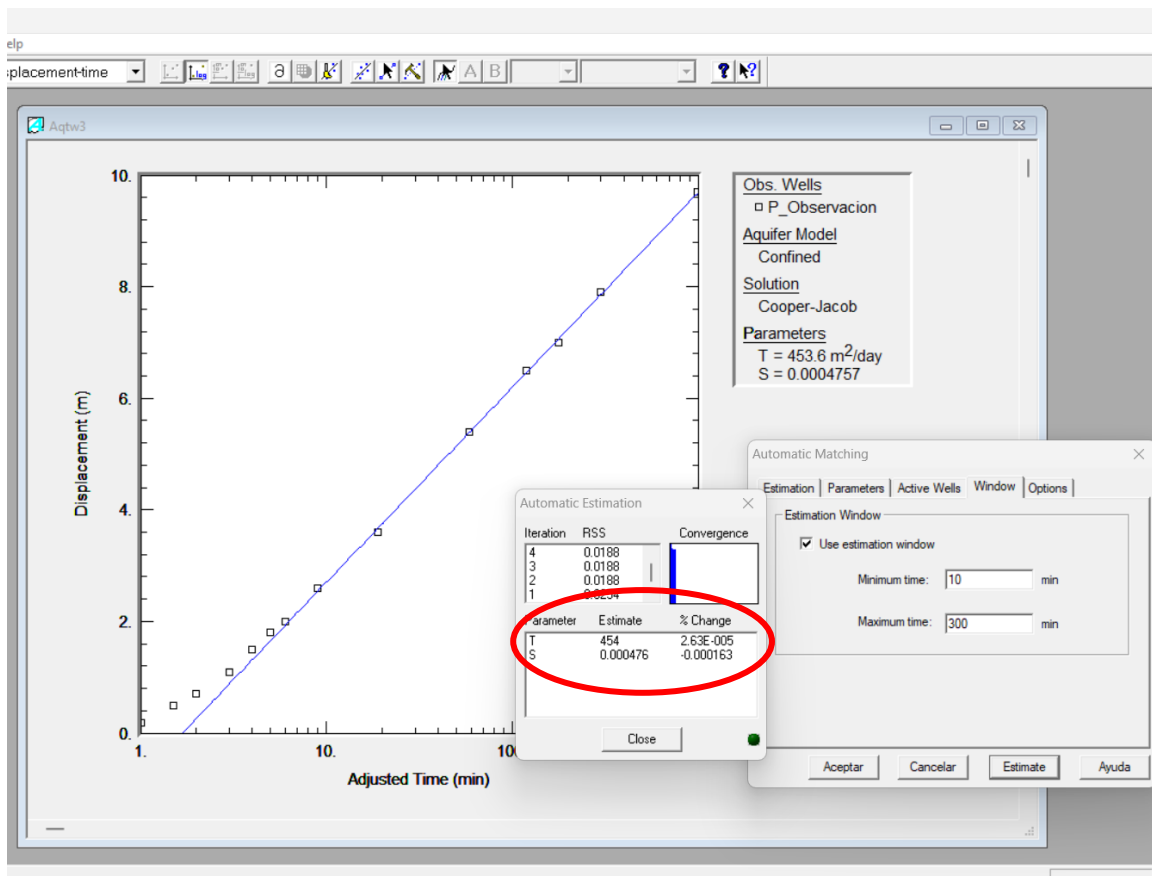 elp
splacement-time
log
A B
Aqtw3
10.
8.
6.
4.
2.
0.
Displacement (m)
1. 10. 10
Adjusted Time (min)
Obs. Wells
P_Observacion
Aquifer Model
Confined
Solution
Cooper-Jacob
Parameters
T = 453.6 m2/day
S = 0.0004757
Automatic Estimation
Iteration RSS Convergence
4 0.0188
3 0.0188
2 0.0188
1
Parameter Estimate % Change
T 454 2.63E-005
S 0.000476 -0.000163
Close
Automatic Matching
Estimation Parameters Active Wells Window Options
Estimation Window
Use estimation window
Minimum time: 10 min
Maximum time: 300 min
Aceptar Cancelar Estimate Ayuda